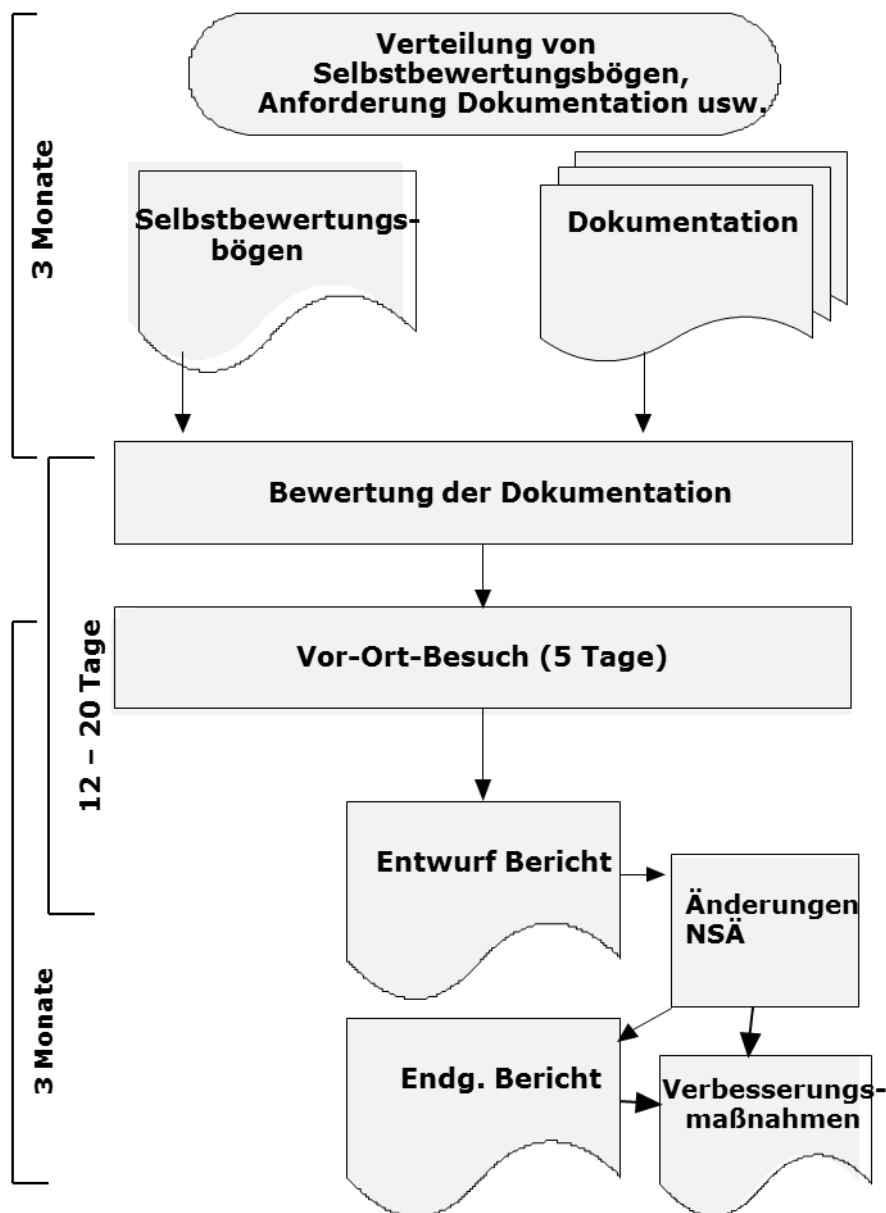 Verteilung von
Selbstbewertungsbögen,
Anforderung Dokumentation usw.
3 Monate
Selbstbewertungs-
bögen
Dokumentation
Bewertung der Dokumentation
12 – 20 Tage
Vor-Ort-Besuch (5 Tage)
Entwurf Bericht
Änderungen
NSÄ
3 Monate
Endg. Bericht
Verbesserungs-
maßnahmen